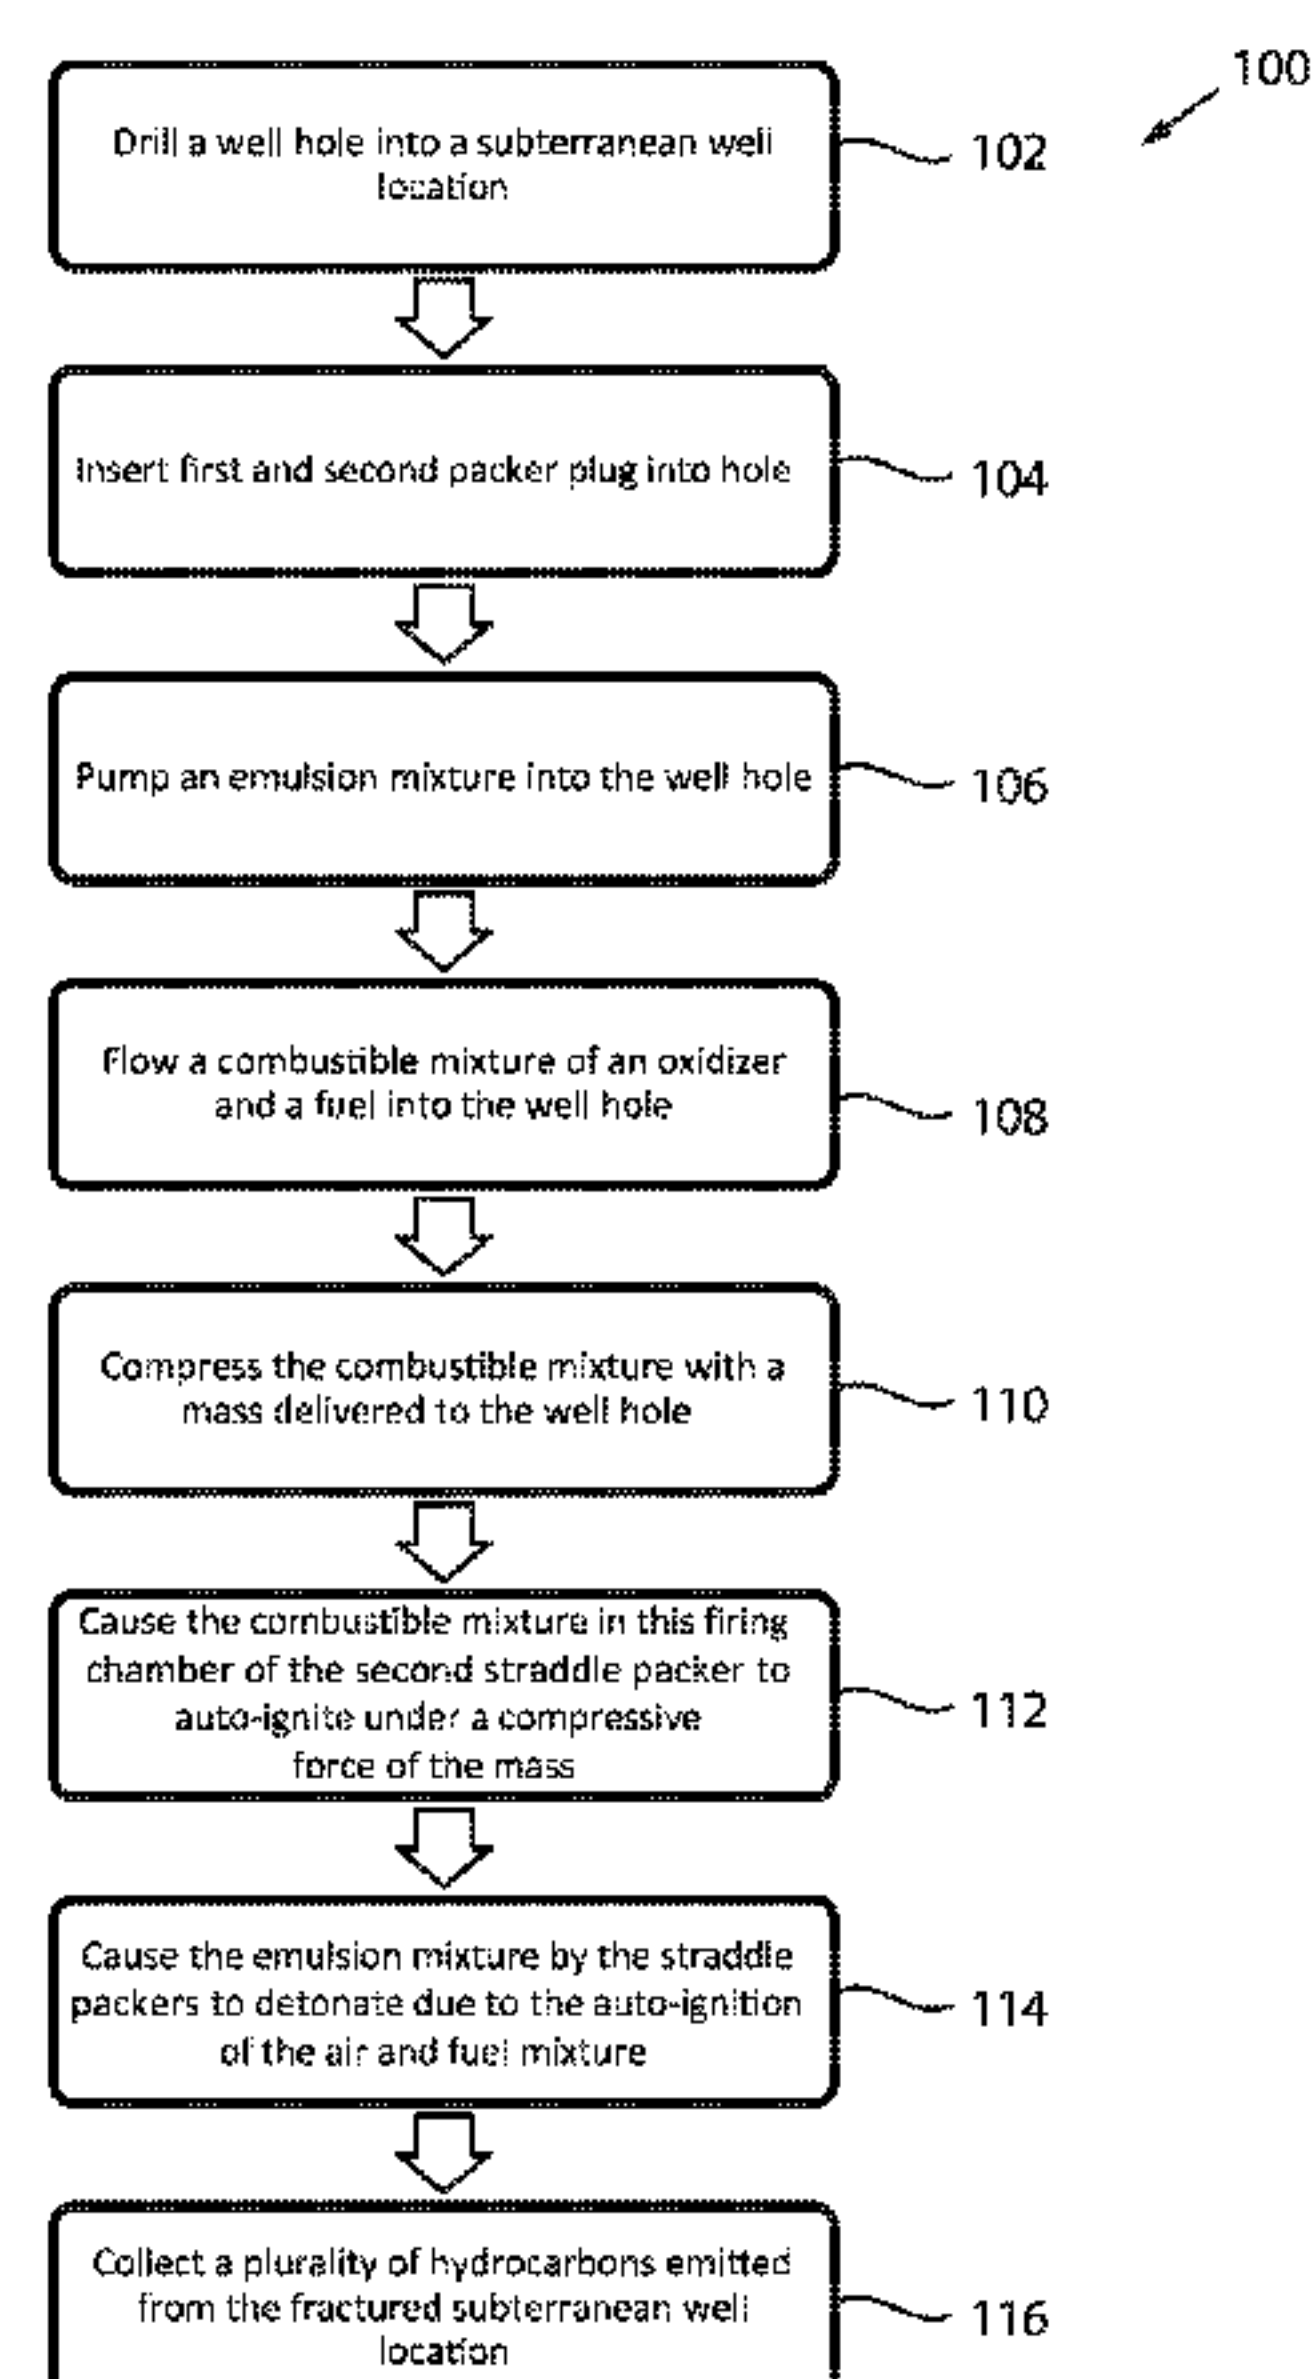 100
Drill a well hole into a subterranean well
location
102
Insert first and second packer plug into hole
104
Pump an emulsion mixture into the well hole
106
Flow a combustible mixture of an oxidizer
and a fuel into the well hole
108
Compress the combustible mixture with a
mass delivered to the well hole
110
Cause the combustible mixture in this firing
chamber of the second straddle packer to
auto-ignite under a compressive
force of the mass
112
Cause the emulsion mixture by the straddle
packers to detonate due to the auto-ignition
of the air and fuel mixture
114
Collect a plurality of hydrocarbons emitted
from the fractured subterranean well
location
116